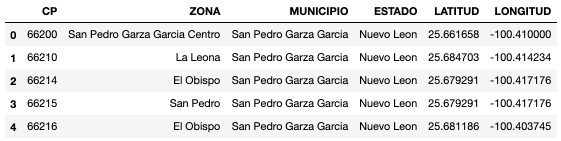 CP ZONA MUNICIPIO ESTADO LATITUD LONGITUD
0 66200 San Pedro Garza Garcia Centro San Pedro Garza Garcia Nuevo Leon 25.661658 -100.410000
1 66210 La Leona San Pedro Garza Garcia Nuevo Leon 25.684703 -100.414234
2 66214 El Obispo San Pedro Garza Garcia Nuevo Leon 25.679291 -100.417176
3 66215 San Pedro San Pedro Garza Garcia Nuevo Leon 25.679291 -100.417176
4 66216 El Obispo San Pedro Garza Garcia Nuevo Leon 25.681186 -100.403745